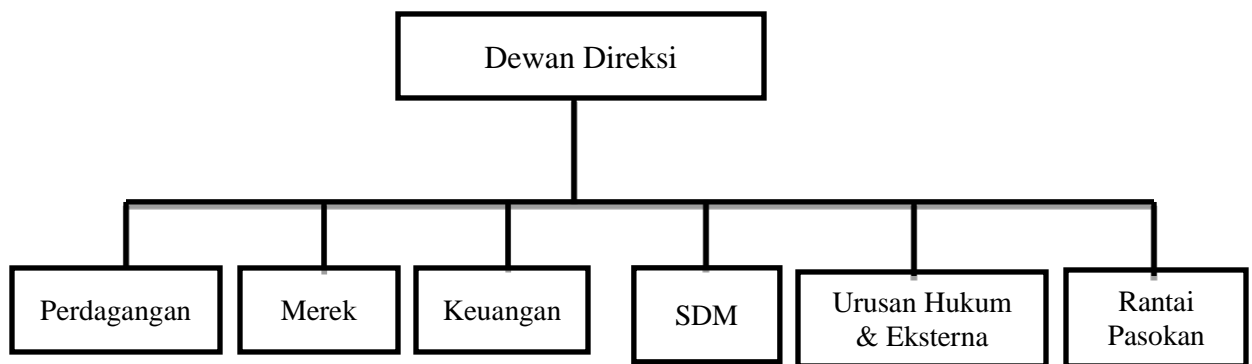 Dewan Direksi
Perdagangan
Merek
Keuangan
SDM
Urusan Hukum
& Eksterna
Rantai
Pasokan